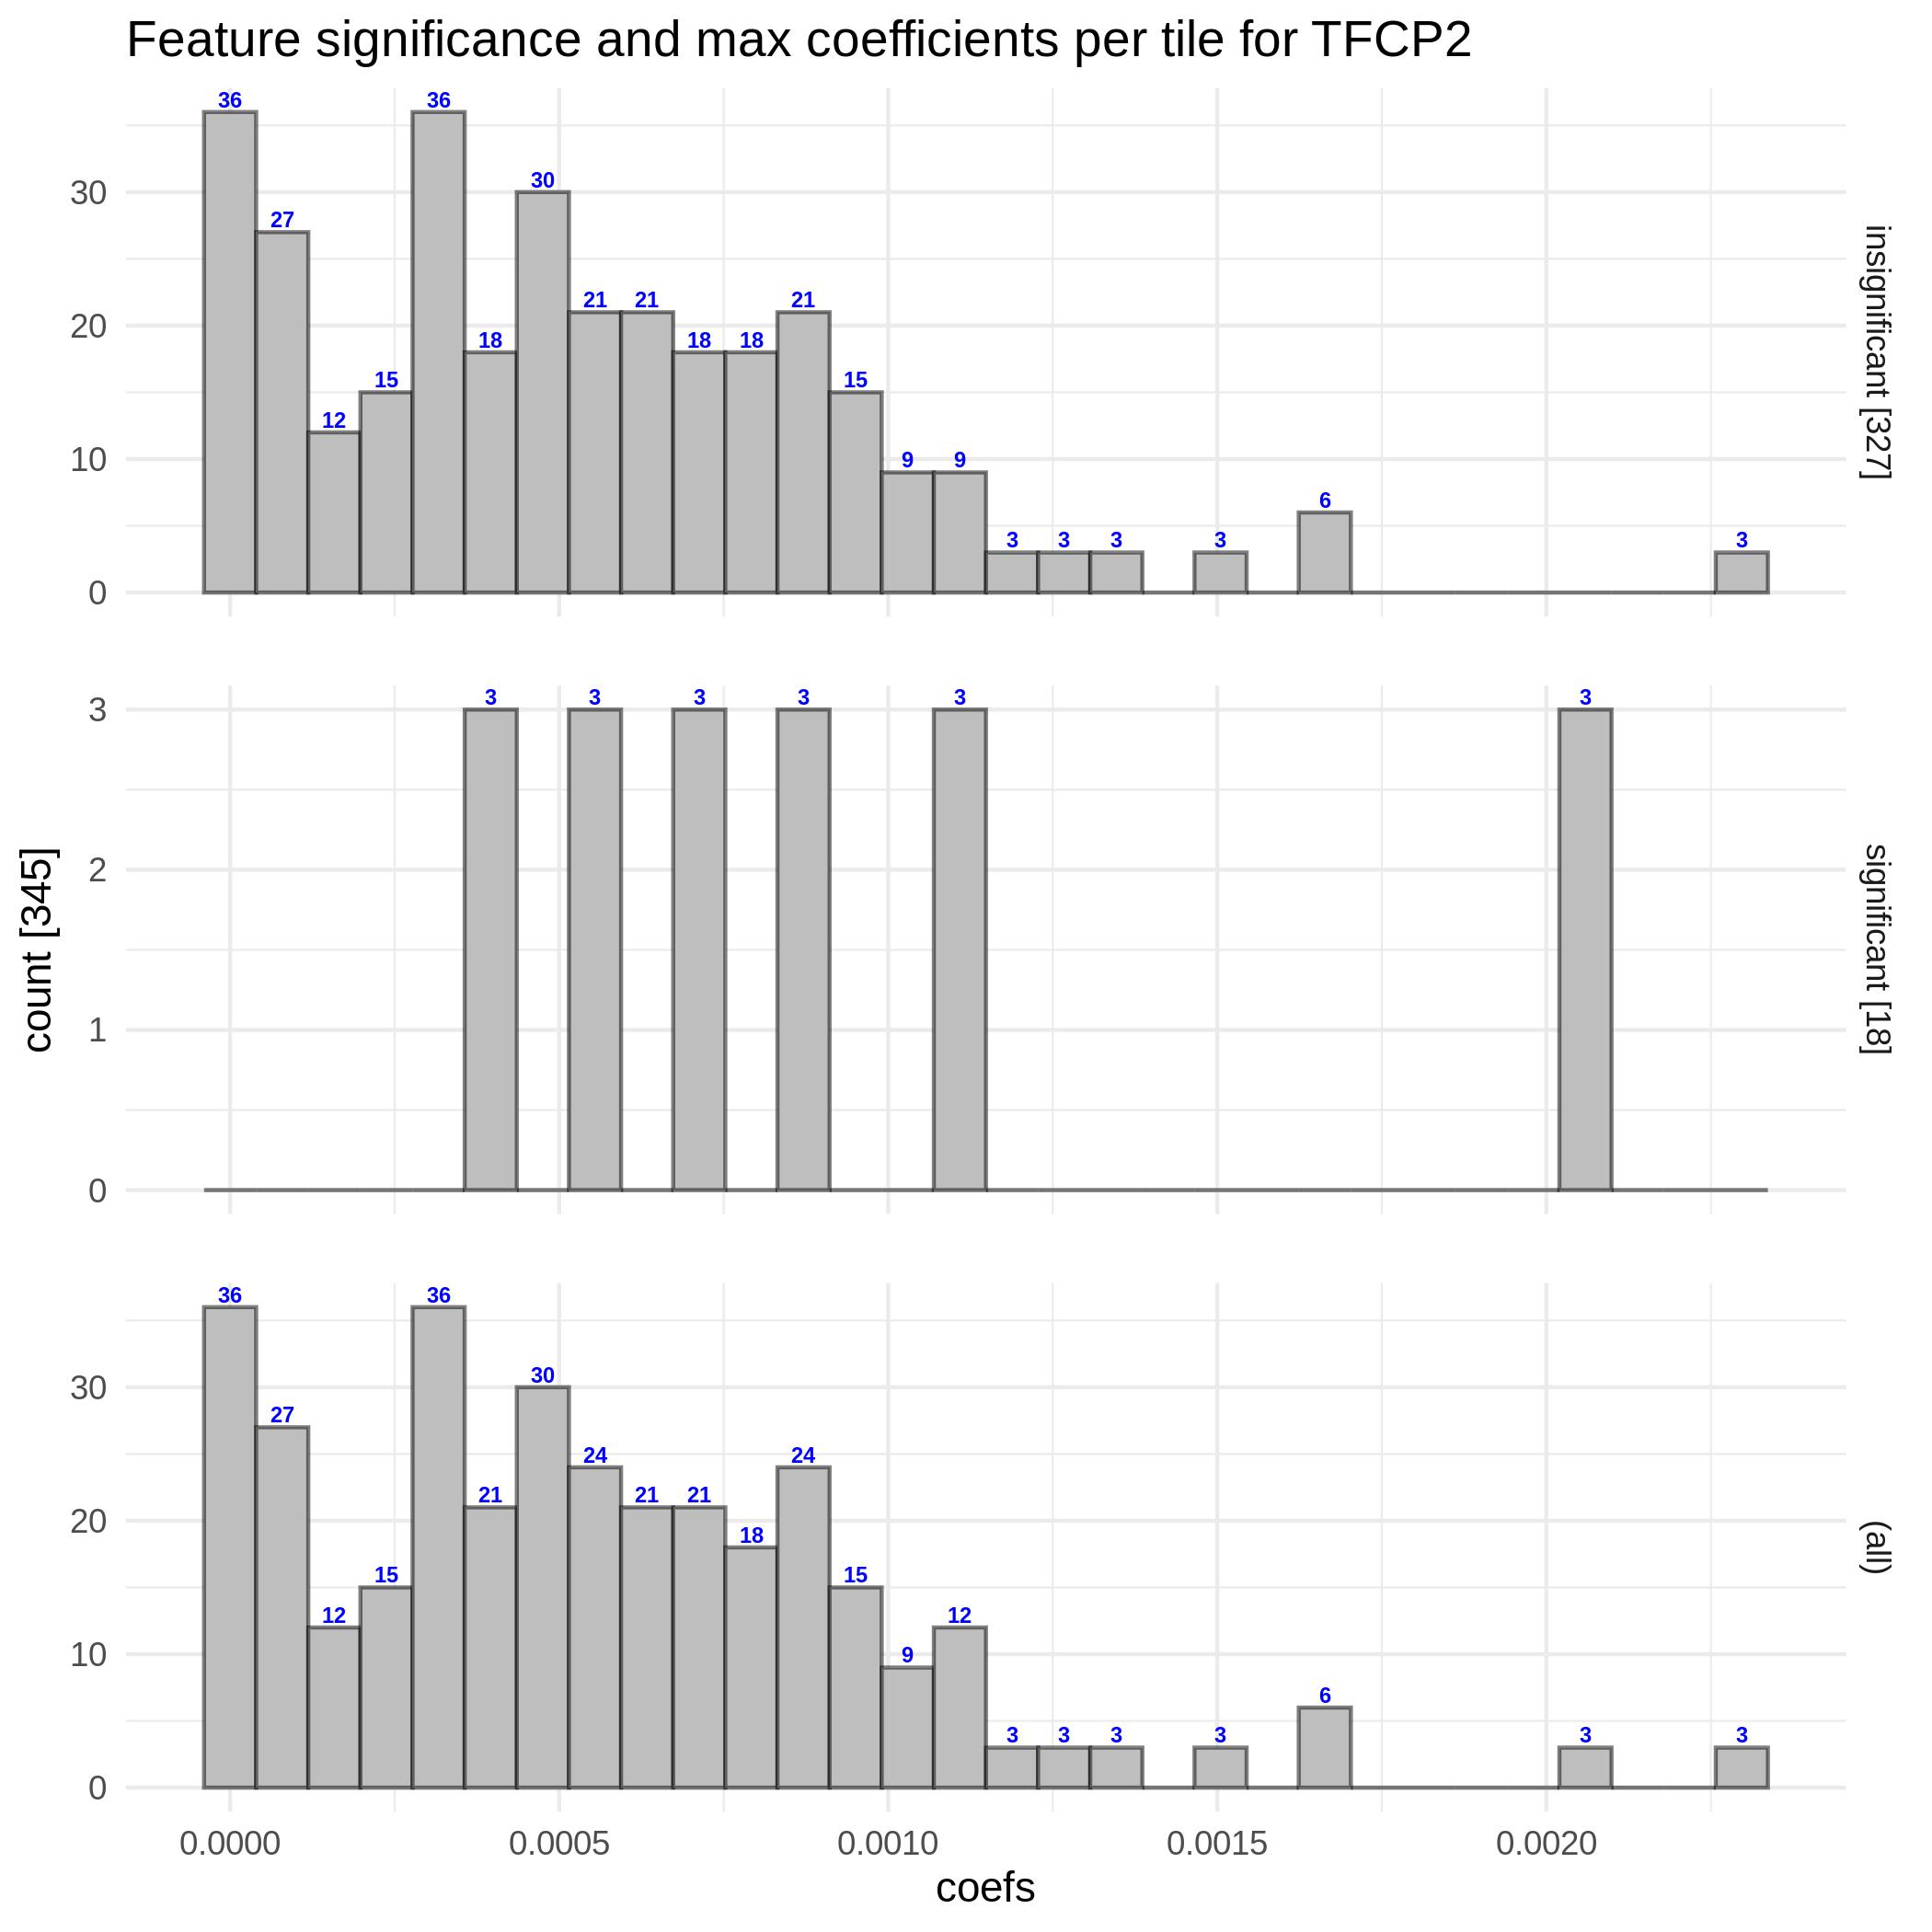 Feature significance and max coefficients per tile for TFCP2
36 27 12 15 36 18 30 21 21 18 18 21 15 9 9 3 3 3 3 6 3
30
20
10
0
insignificant [327]
3 3 3 3 3 3
3
2
1
0
significant [18]
count [345]
36 27 12 15 36 21 30 24 21 21 18 24 15 9 12 3 3 3 3 6 3 3
30
20
10
0
(all)
0.0000 0.0005 0.0010 0.0015 0.0020
coefs